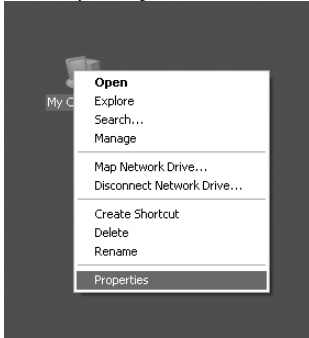 My C
Open
Explore
Search...
Manage
Map Network Drive...
Disconnect Network Drive...
Create Shortcut
Delete
Rename
Properties